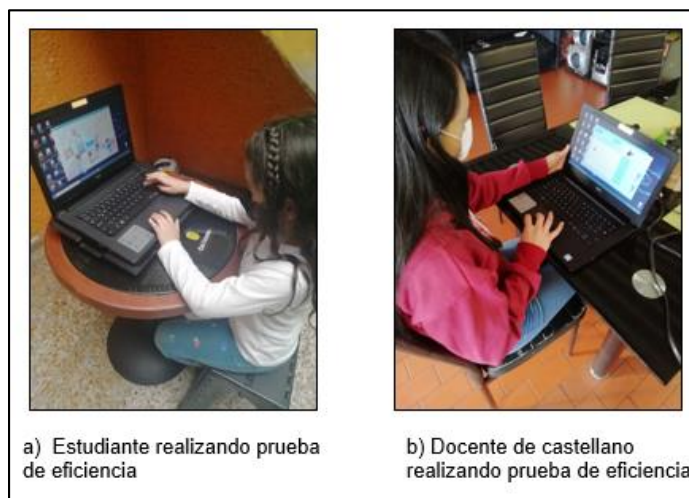 a) Estudiante realizando prueba
de eficiencia
b) Docente de castellano
realizando prueba de eficiencia